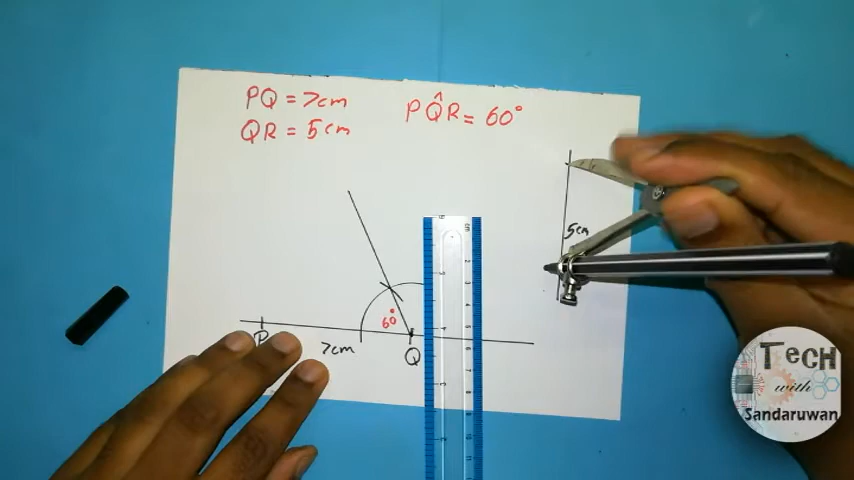 PQ = 7cm
PQ̂R = 60°
QR = 5cm
5cm
60°
P
7cm
Q
TecH
with
Sandaruwan